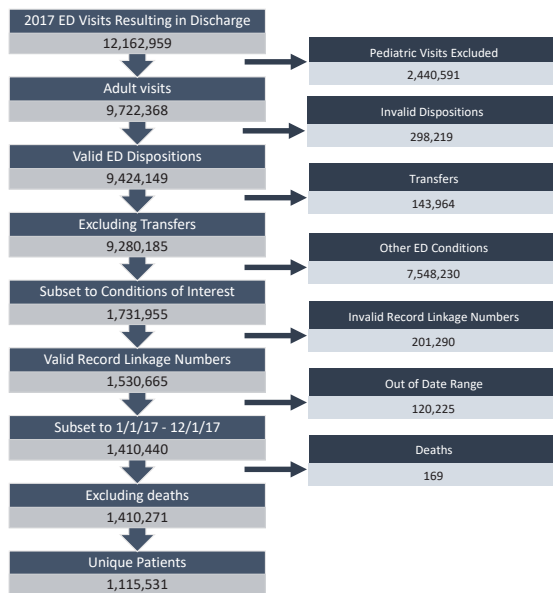 2017 ED Visits Resulting in Discharge
12,162,959
Pediatric Visits Excluded
2,440,591
Adult visits
9,722,368
Invalid Dispositions
298,219
Valid ED Dispositions
9,424,149
Transfers
143,964
Excluding Transfers
9,280,185
Other ED Conditions
7,548,230
Subset to Conditions of Interest
1,731,955
Invalid Record Linkage Numbers
201,290
Valid Record Linkage Numbers
1,530,665
Out of Date Range
120,225
Subset to 1/1/17 - 12/1/17
1,410,440
Deaths
169
Excluding deaths
1,410,271
Unique Patients
1,115,531